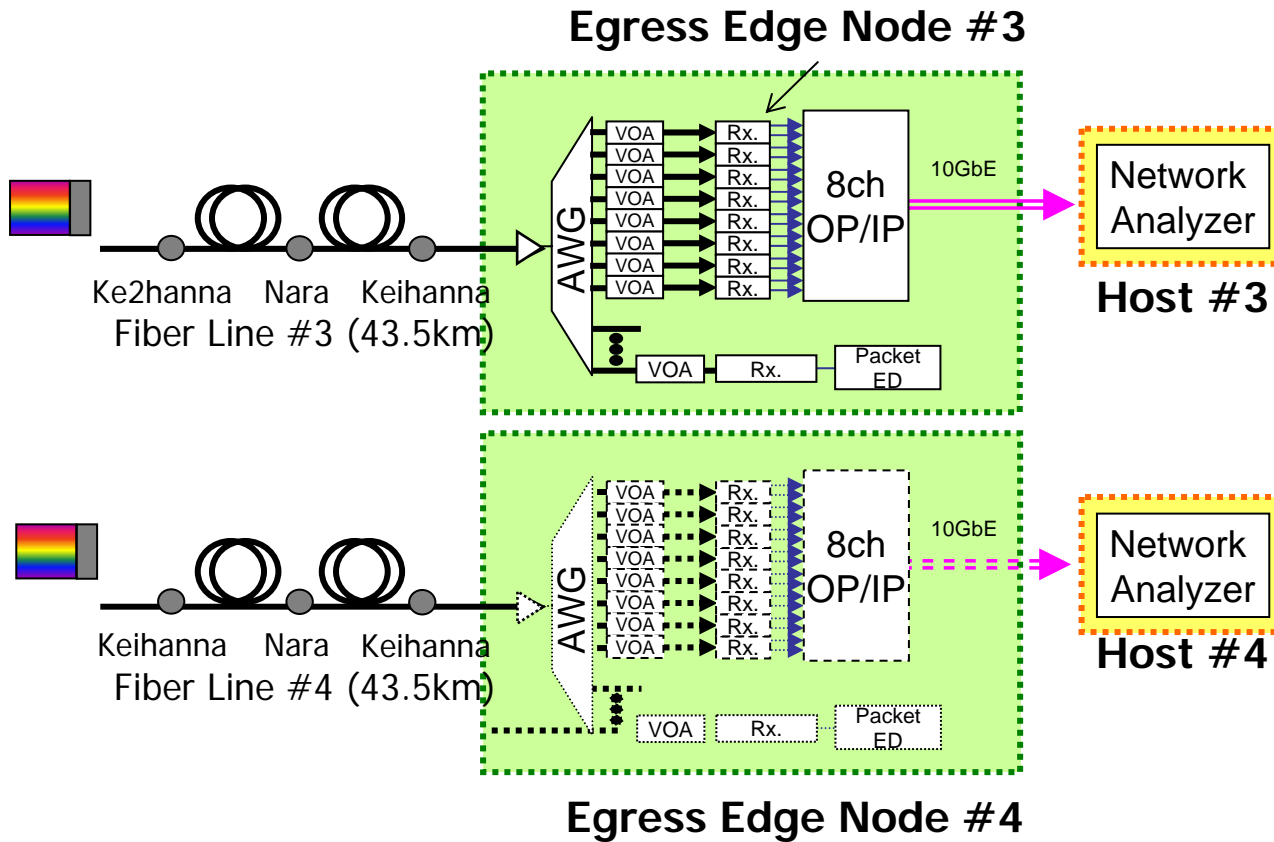 Egress Edge Node #3
VOA Rx.
VOA Rx.
VOA Rx.
VOA Rx.
VOA Rx.
VOA Rx.
VOA Rx.
VOA Rx.
AWG
8ch
OP/IP
10GbE
Network
Analyzer
Host #3
Ke2hanna Nara Keihanna
Fiber Line #3 (43.5km)
VOA Rx. Packet
ED
VOA Rx.
VOA Rx.
VOA Rx.
VOA Rx.
VOA Rx.
VOA Rx.
VOA Rx.
VOA Rx.
AWG
8ch
OP/IP
10GbE
Network
Analyzer
Host #4
Keihanna Nara Keihanna
Fiber Line #4 (43.5km)
VOA Rx. Packet
ED
Egress Edge Node #4